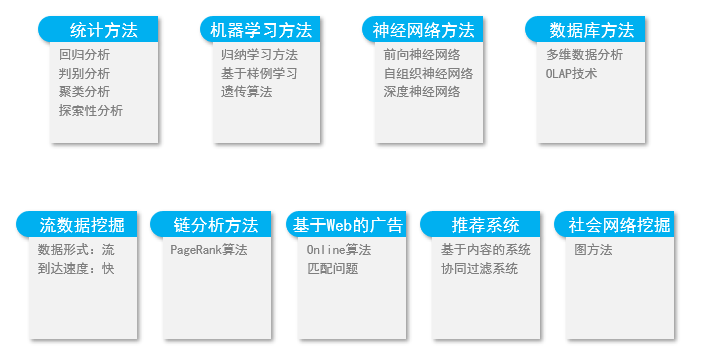 统计方法
回归分析
判别分析
聚类分析
探索性分析
机器学习方法
归纳学习方法
基于样例学习
遗传算法
神经网络方法
前向神经网络
自组织神经网络
深度神经网络
数据库方法
多维数据分析
OLAP技术
流数据挖掘
数据形式：流
到达速度：快
链分析方法
PageRank算法
基于Web的广告
Online算法
匹配问题
推荐系统
基于内容的系统
协同过滤系统
社会网络挖掘
图方法